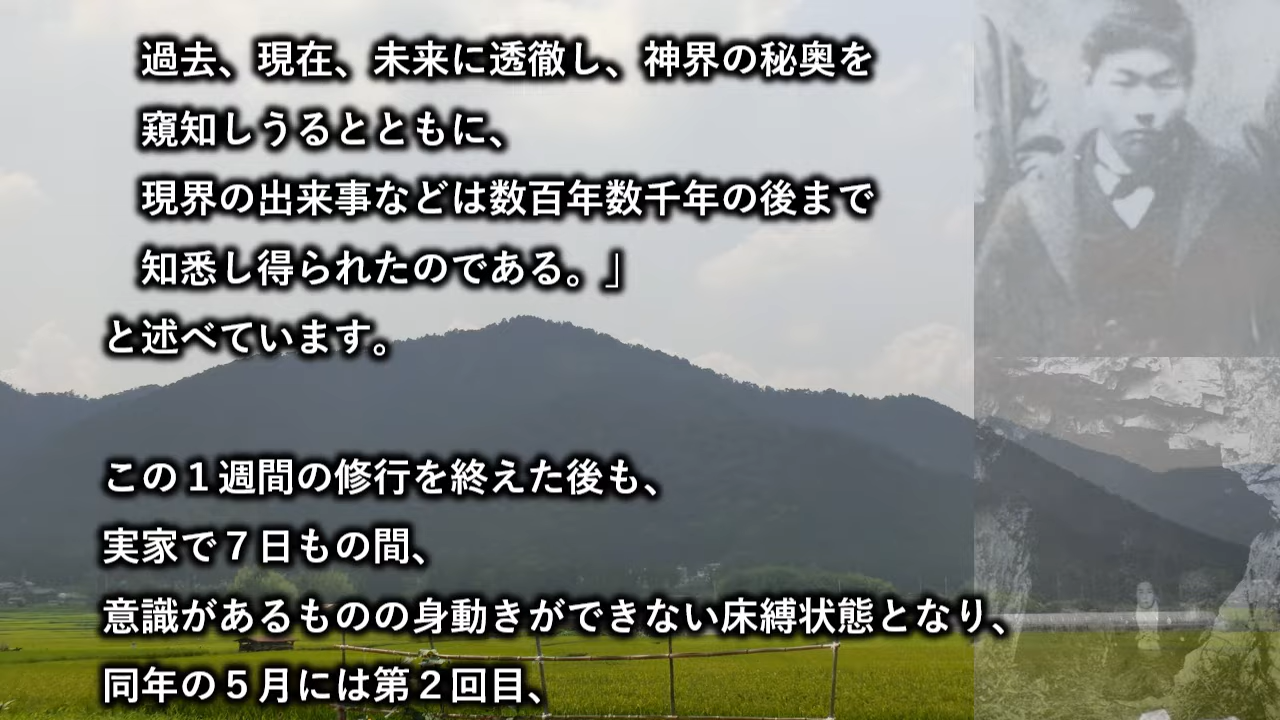 過去、現在、未来に透徹し、神界の秘奥を
窺知しうるとともに、
現界の出来事などは数百年数千年の後まで
知悉し得られたのである。」
と述べています。
この１週間の修行を終えた後も、
実家で７日もの間、
意識があるものの身動きができない床縛状態となり、
同年の５月には第２回目、